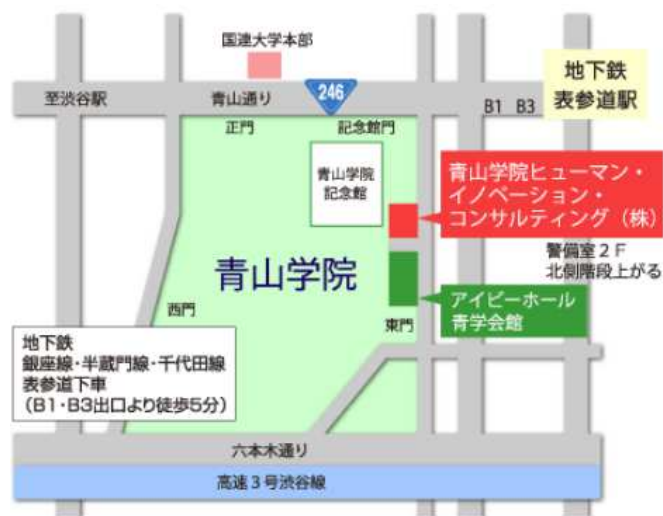 国連大学本部
地下鉄
表参道駅
至渋谷駅
青山通り
246
B1 B3
正門
記念館門
青山学院
記念館
青山学院ヒューマン・
イノベーション・
コンサルティング（株）
警備室２Ｆ
北側階段上がる
青山学院
アイビーホール
青学会館
西門
東門
地下鉄
銀座線・半蔵門線・千代田線
表参道下車
（B1・B3出口より徒歩5分）
六本木通り
高速３号渋谷線